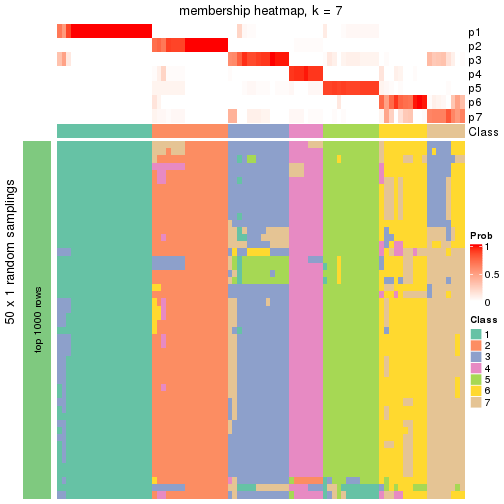 membership heatmap, k = 7
p1
p2
p3
p4
p5
p6
p7
Class
50 x 1 random samplings
top 1000 rows
Prob
1
0.5
0
Class
1
2
3
4
5
6
7